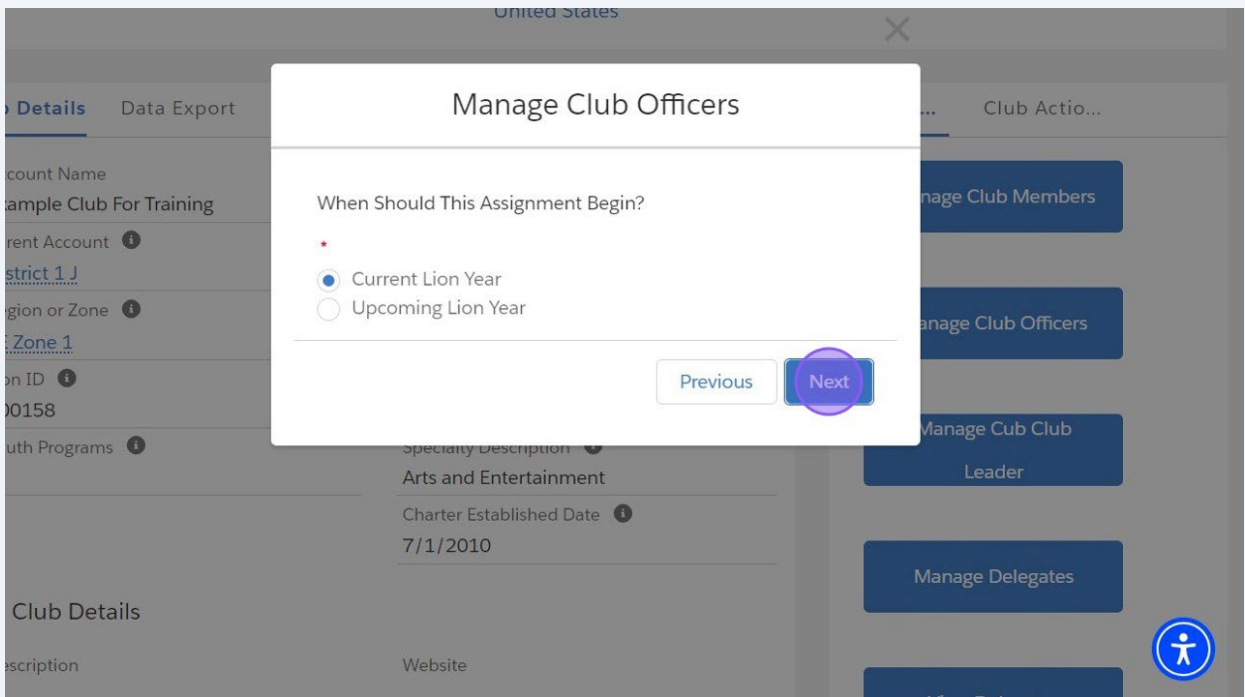 United States
Manage Club Officers
Details
Data Export
...
Club Actio...
When Should This Assignment Begin?
*
Current Lion Year
Upcoming Lion Year
Previous
Next
count Name
ample Club For Training
rent Account
strict 1 J
gion or Zone
Zone 1
on ID
00158
uth Programs
Specialty Description
Arts and Entertainment
Charter Established Date
7/1/2010
Club Details
escription
Website
nage Club Members
anage Club Officers
Manage Cub Club
Leader
Manage Delegates